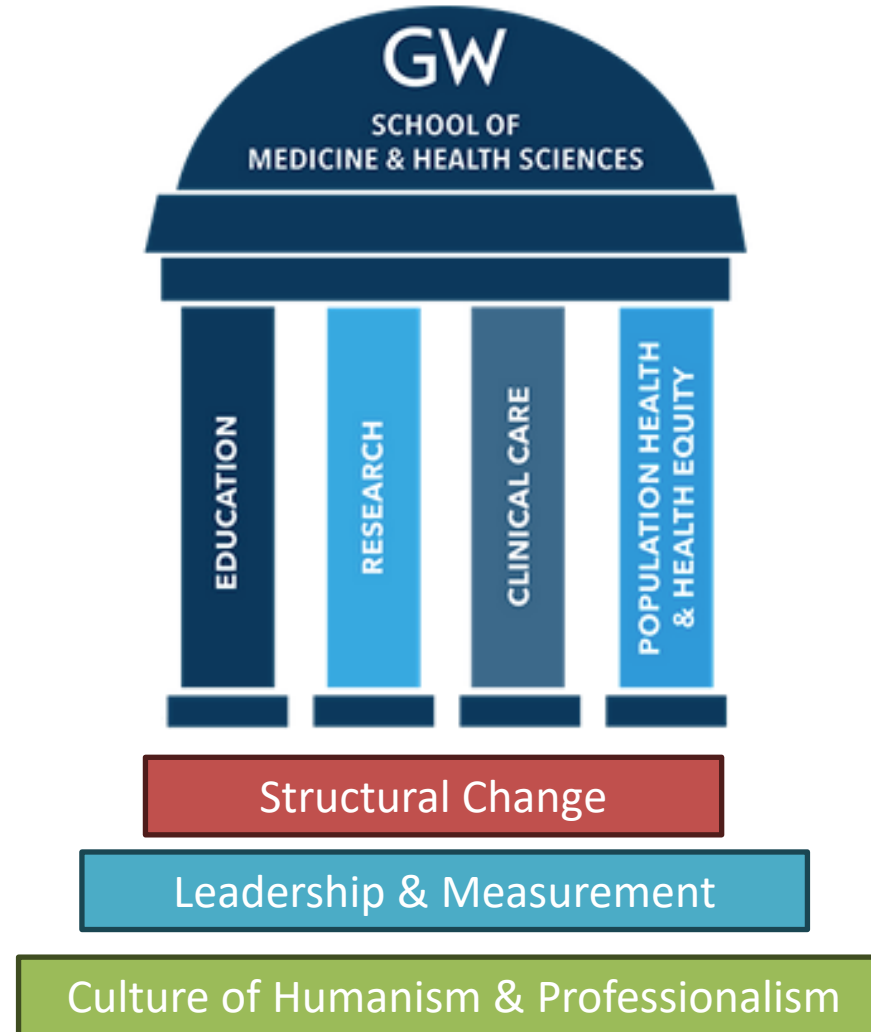 GW
SCHOOL OF
MEDICINE & HEALTH SCIENCES
EDUCATION
RESEARCH
CLINICAL CARE
POPULATION HEALTH
& HEALTH EQUITY
Structural Change
Leadership & Measurement
Culture of Humanism & Professionalism